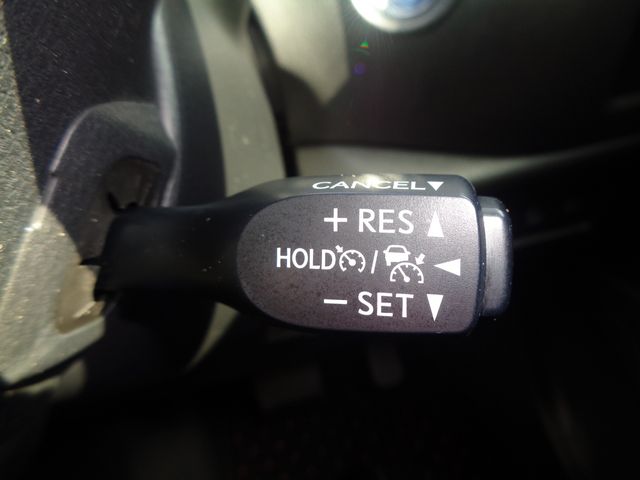 CANCEL▼
+ RES ▲
HOLD / ◄
− SET ▼